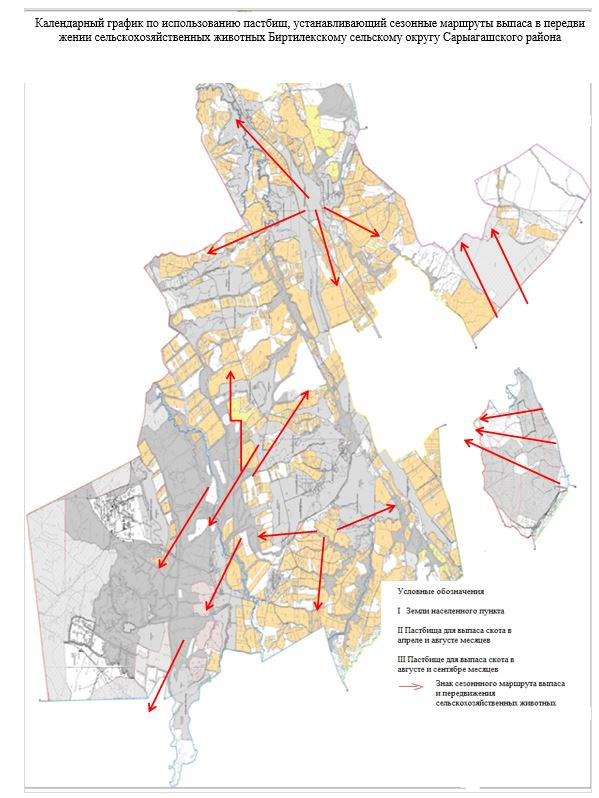 Календарный график по использованию пастбищ, устанавливающий сезонные маршруты выпаса в передви
жении сельскохозяйственных животных Биртилекскому сельскому округу Сарыагашского района
Условные обозначения
I Земли населенного пункта
II Пастбища для выпаса скота в
апреле и августе месяцев
III Пастбище для выпаса скота в
августе и сентябре месяцев
Знак сезонного маршрута выпаса
и передвижения
сельскохозяйственных животных